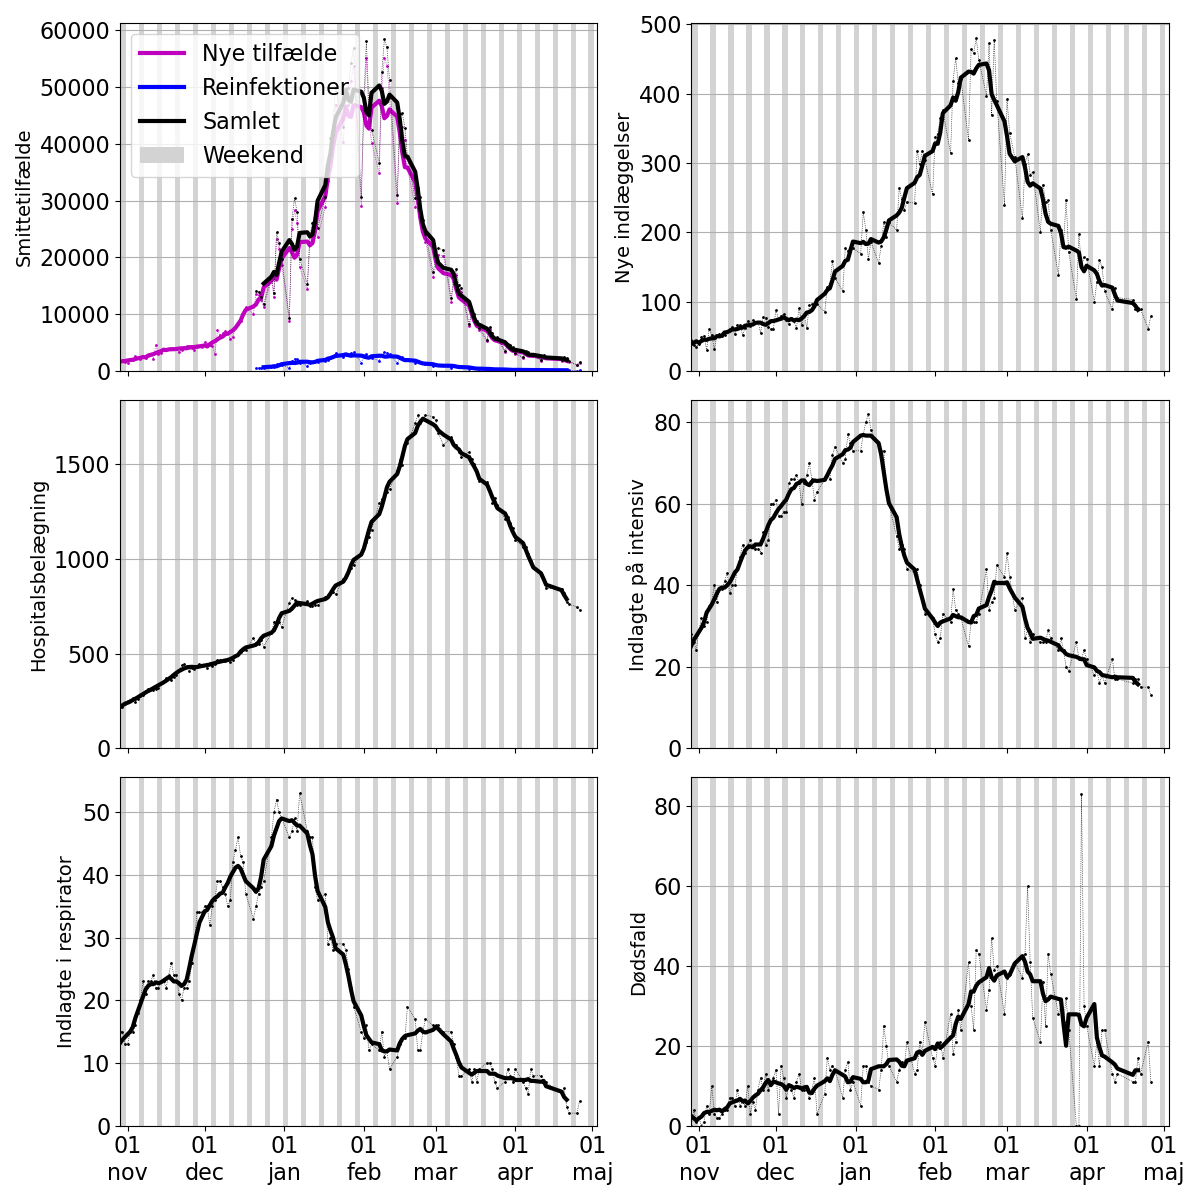 60000
50000
40000
30000
20000
10000
0
Smittetilfælde
Nye tilfælde
Reinfektioner
Samlet
Weekend
500
400
300
200
100
0
Nye indlæggelser
1500
1000
500
0
Hospitalsbelægning
80
60
40
20
0
Indlagte på intensiv
50
40
30
20
10
0
Indlagte i respirator
01 01 01 01 01 01 01
nov dec jan feb mar apr maj
80
60
40
20
0
Dødsfald
01 01 01 01 01 01 01
nov dec jan feb mar apr maj